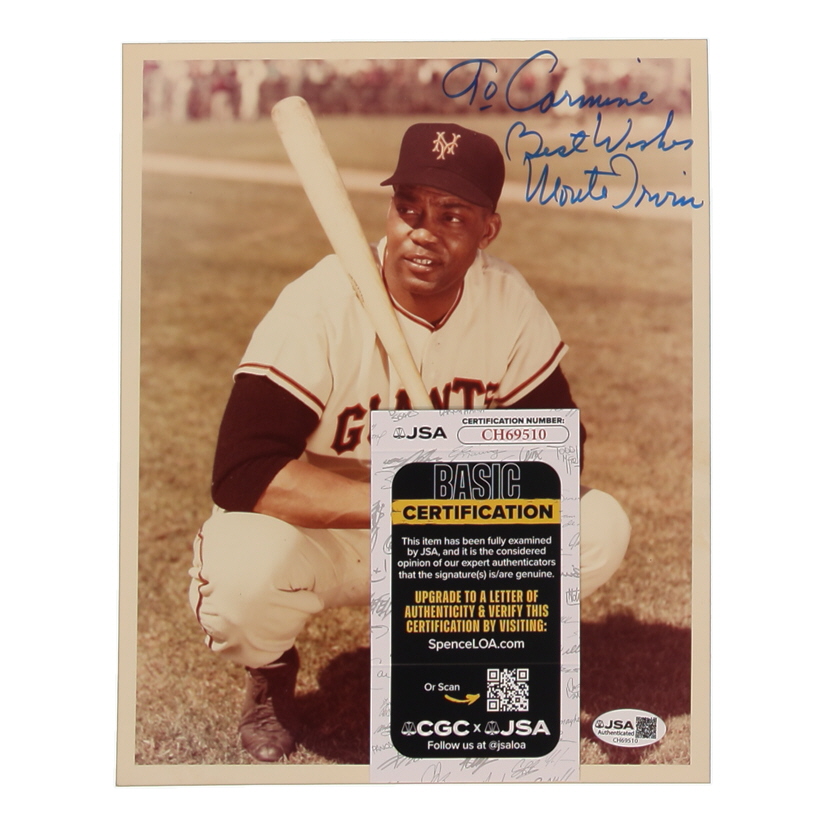 To Carmine
Best Wishes
Monte Irvin
NY
GIANTS
JSA
CERTIFICATION NUMBER:
CH69510
BASIC
CERTIFICATION
This item has been fully examined
by JSA, and it is the considered
opinion of our expert authenticators
that the signature(s) is/are genuine.
UPGRADE TO A LETTER OF
AUTHENTICITY & VERIFY THIS
CERTIFICATION BY VISITING:
SpenceLOA.com
Or Scan
CGC x JSA
Follow us at @jsaloa
JSA
Authenticated
CH69510